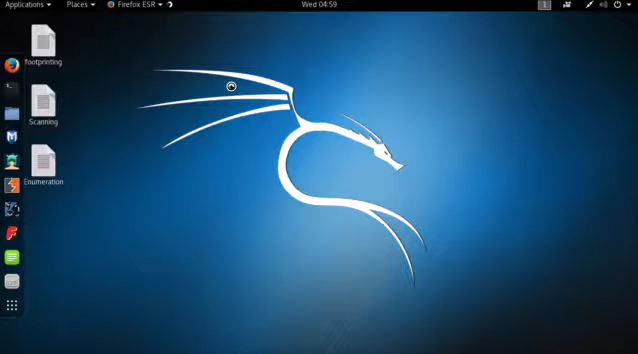 Applications Places Firefox ESR Wed 04:59 1
footprinting
Scanning
Enumeration